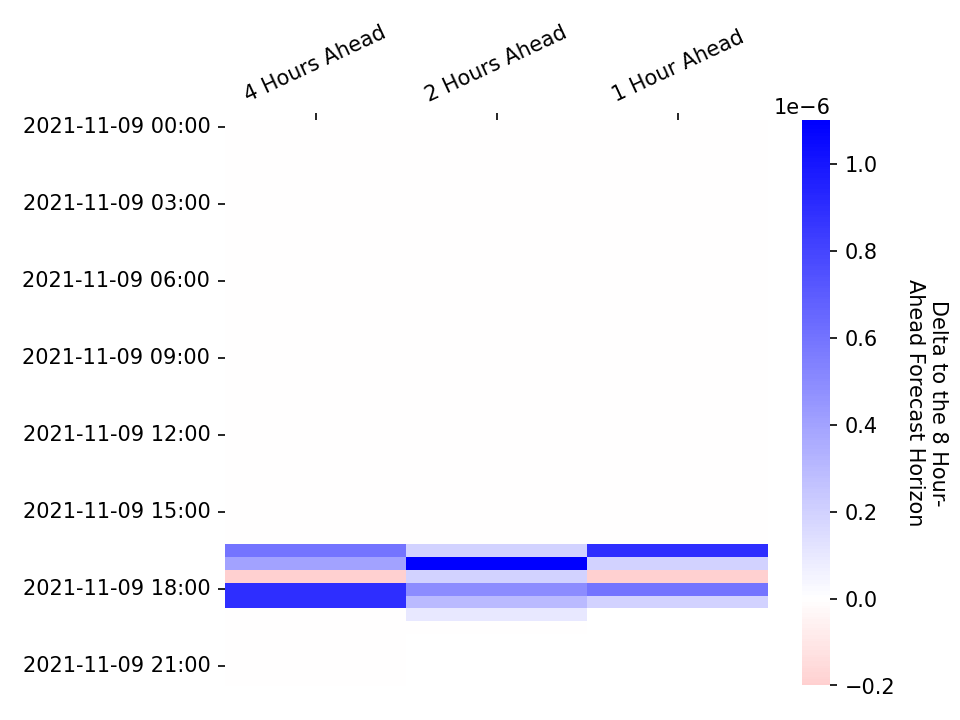 4 Hours Ahead
2 Hours Ahead
1 Hour Ahead
1e−6
2021-11-09 00:00
2021-11-09 03:00
2021-11-09 06:00
2021-11-09 09:00
2021-11-09 12:00
2021-11-09 15:00
2021-11-09 18:00
2021-11-09 21:00
1.0
0.8
0.6
0.4
0.2
0.0
−0.2
Delta to the 8 Hour-
Ahead Forecast Horizon